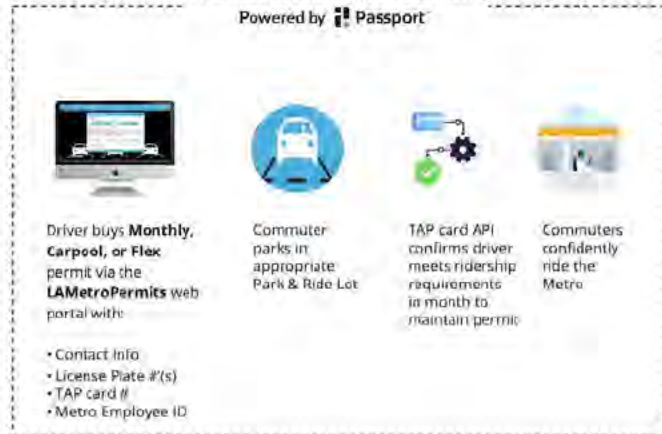 Powered by Passport
Driver buys Monthly,
Carpool, or Flex
permit via the
LAMetroPermits web
portal with:
• Contact Info
• License Plate #'(s)
• TAP card #
• Metro Employee ID
Commuter
parks in
appropriate
Park & Ride Lot
TAP card API
confirms driver
meets ridership
requirements
in month to
maintain permit
Commuters
confidently
ride the
Metro